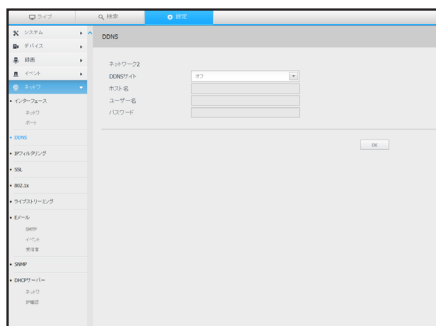 ライブ
検索
設定
システム
デバイス
録画
イベント
ネットワ
インターフェース
ネットワ
ポート
DDNS
IPフィルタリング
SSL
802.1x
ライブストリーミング
Eメール
SMTP
イベント
受信者
SNMP
DHCPサーバー
ネットワ
IP確認
DDNS
ネットワーク2
DDNSサイト
オフ
ホスト名
ユーザー名
パスワード
OK